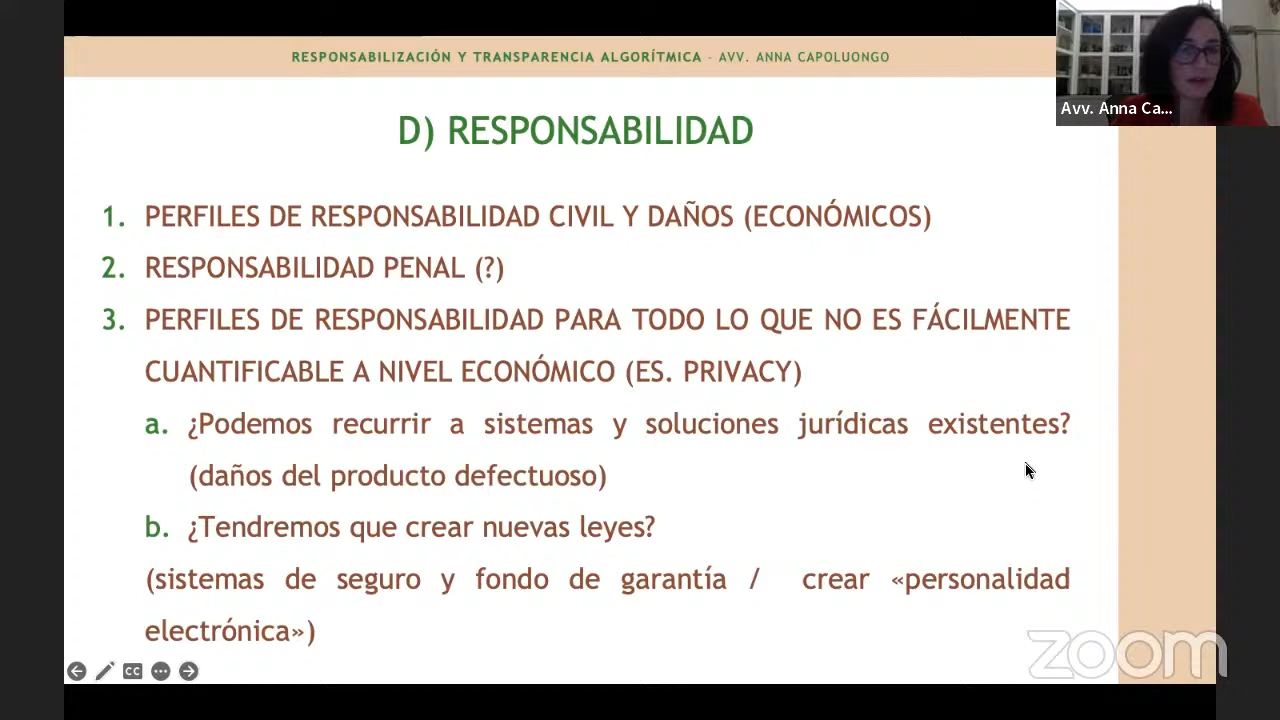 RESPONSABILIZACIÓN Y TRANSPARENCIA ALGORÍTMICA - AVV. ANNA CAPOLUONGO
Avv. Anna Ca...
D) RESPONSABILIDAD
1. PERFILES DE RESPONSABILIDAD CIVIL Y DAÑOS (ECONÓMICOS)
2. RESPONSABILIDAD PENAL (?)
3. PERFILES DE RESPONSABILIDAD PARA TODO LO QUE NO ES FÁCILMENTE
CUANTIFICABLE A NIVEL ECONÓMICO (ES. PRIVACY)
a. ¿Podemos recurrir a sistemas y soluciones jurídicas existentes?
(daños del producto defectuoso)
b. ¿Tendremos que crear nuevas leyes?
(sistemas de seguro y fondo de garantía / crear «personalidad
electrónica»)
CC
zoom